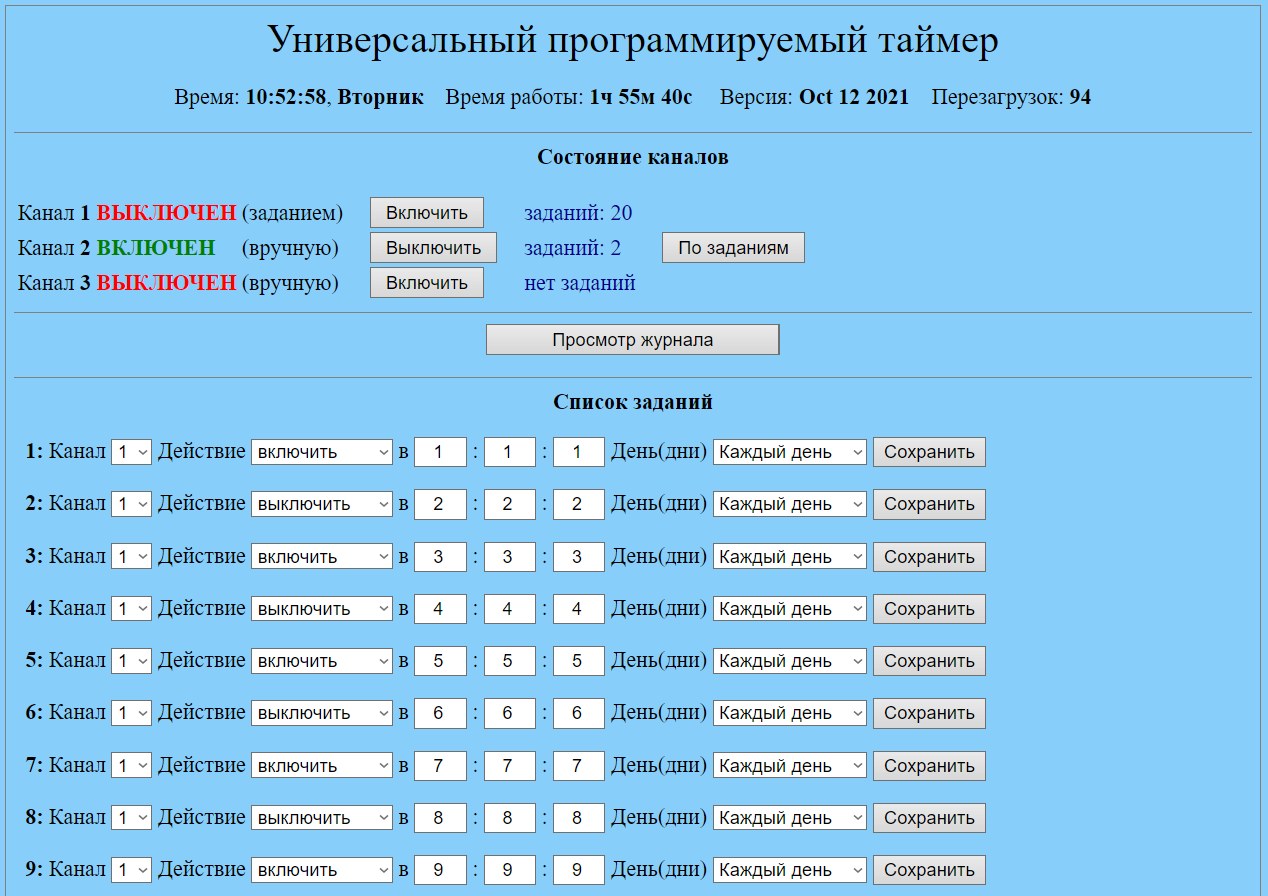 Универсальный программируемый таймер
Время: 10:52:58, Вторник Время работы: 1ч 55м 40с Версия: Oct 12 2021 Перезагрузок: 94
Состояние каналов
Канал 1 ВЫКЛЮЧЕН (заданием) Включить заданий: 20
Канал 2 ВКЛЮЧЕН (вручную) Выключить заданий: 2 По заданиям
Канал 3 ВЫКЛЮЧЕН (вручную) Включить нет заданий
Просмотр журнала
Список заданий
1: Канал 1 Действие включить в 1 : 1 : 1 День(дни) Каждый день Сохранить
2: Канал 1 Действие выключить в 2 : 2 : 2 День(дни) Каждый день Сохранить
3: Канал 1 Действие включить в 3 : 3 : 3 День(дни) Каждый день Сохранить
4: Канал 1 Действие выключить в 4 : 4 : 4 День(дни) Каждый день Сохранить
5: Канал 1 Действие включить в 5 : 5 : 5 День(дни) Каждый день Сохранить
6: Канал 1 Действие выключить в 6 : 6 : 6 День(дни) Каждый день Сохранить
7: Канал 1 Действие включить в 7 : 7 : 7 День(дни) Каждый день Сохранить
8: Канал 1 Действие выключить в 8 : 8 : 8 День(дни) Каждый день Сохранить
9: Канал 1 Действие включить в 9 : 9 : 9 День(дни) Каждый день Сохранить